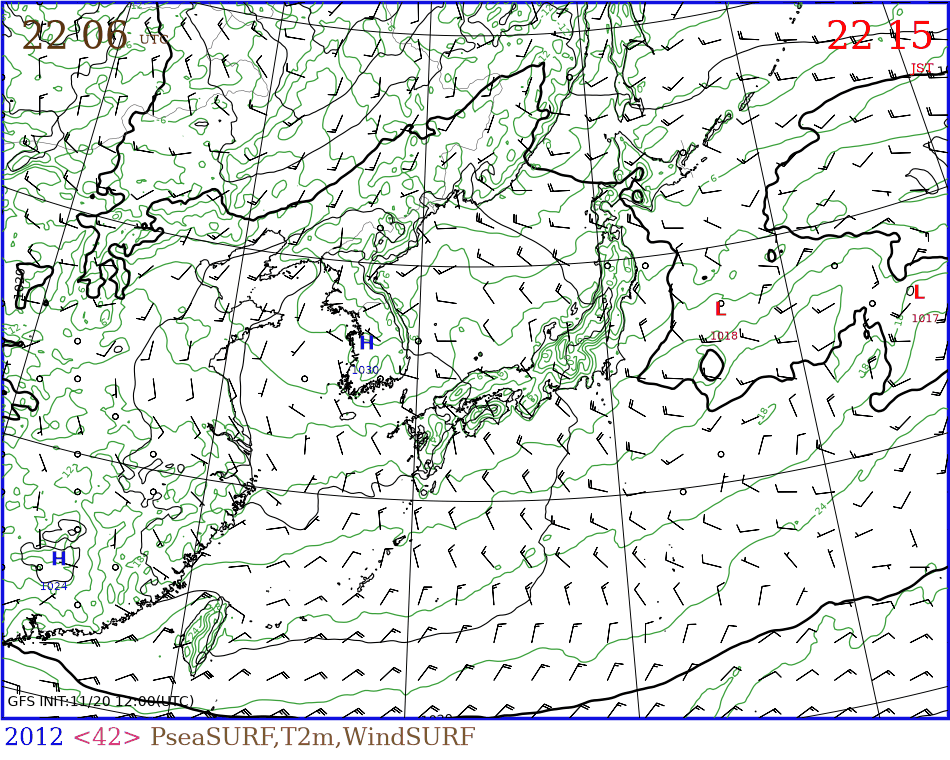 22 06 UTC
22 15
JST
L
1018
L
1017
H
1030
H
1024
GFS INIT:11/20 12:00(UTC)
2012 <42> PseaSURF,T2m,WindSURF